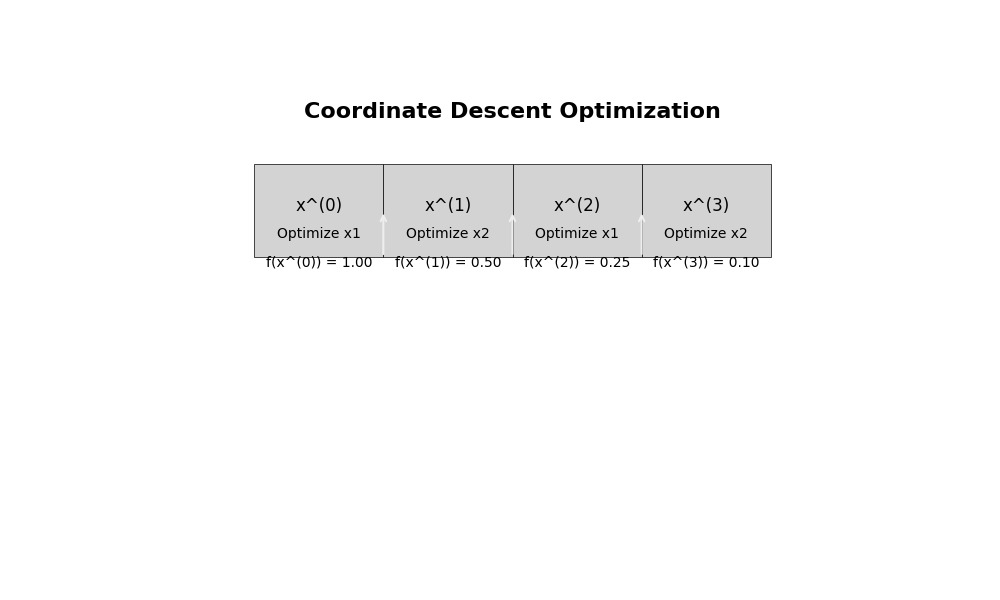 Coordinate Descent Optimization
x^(0) x^(1) x^(2) x^(3)
Optimize x1 Optimize x2 Optimize x1 Optimize x2
f(x^(0)) = 1.00 f(x^(1)) = 0.50 f(x^(2)) = 0.25 f(x^(3)) = 0.10